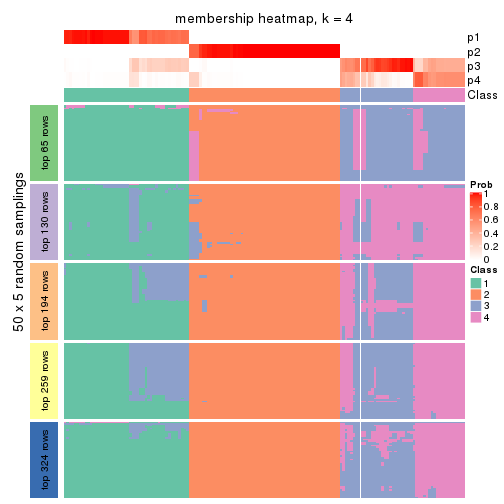 membership heatmap, k = 4
p1
p2
p3
p4
Class
50 x 5 random samplings
top 65 rows
top 130 rows
top 194 rows
top 259 rows
top 324 rows
Prob
1
0.8
0.6
0.4
0.2
0
Class
1
2
3
4